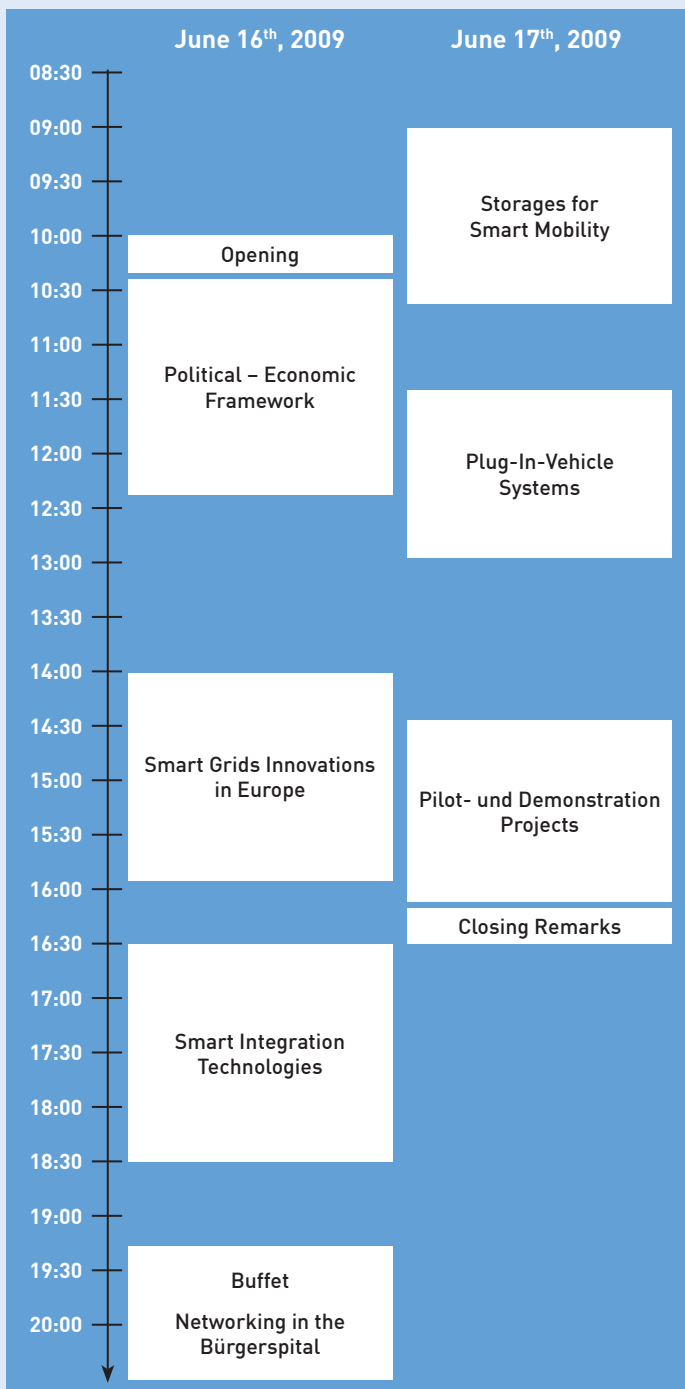 June 16th, 2009
June 17th, 2009
08:30
09:00
09:30
10:00
10:30
11:00
11:30
12:00
12:30
13:00
13:30
14:00
14:30
15:00
15:30
16:00
16:30
17:00
17:30
18:00
18:30
19:00
19:30
20:00
Opening
Political – Economic
Framework
Smart Grids Innovations
in Europe
Smart Integration
Technologies
Buffet
Networking in the
Bürgerspital
Storages for
Smart Mobility
Plug-In-Vehicle
Systems
Pilot- und Demonstration
Projects
Closing Remarks